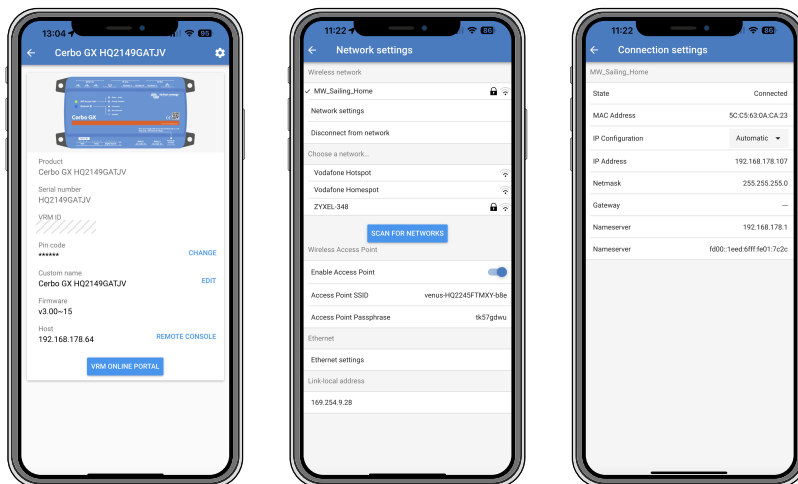 13:04
95
Cerbo GX HQ2149GATJV
Cerbo GX
Product
Cerbo GX HQ2149GATJV
Serial number
HQ2149GATJV
VRM ID
Pin code
****** CHANGE
Custom name
Cerbo GX HQ2149GATJV EDIT
Firmware
v3.00~15
Host
192.168.178.64 REMOTE CONSOLE
VRM ONLINE PORTAL
11:22
86
Network settings
Wireless network
MW_Sailing_Home
Network settings
Disconnect from network
Choose a network...
Vodafone Hotspot
Vodafone Homespot
ZYXEL-348
SCAN FOR NETWORKS
Wireless Access Point
Enable Access Point
Access Point SSID venus-HQ2245FTMXY-b8e
Access Point Passphrase tk57gdwu
Ethernet
Ethernet settings
Link-local address
169.254.9.28
11:22
86
Connection settings
MW_Sailing_Home
State Connected
MAC Address 5C:C5:63:0A:CA:23
IP Configuration Automatic
IP Address 192.168.178.107
Netmask 255.255.255.0
Gateway —
Nameserver 192.168.178.1
Nameserver fd00::1eed:6fff:fe01:7c2c